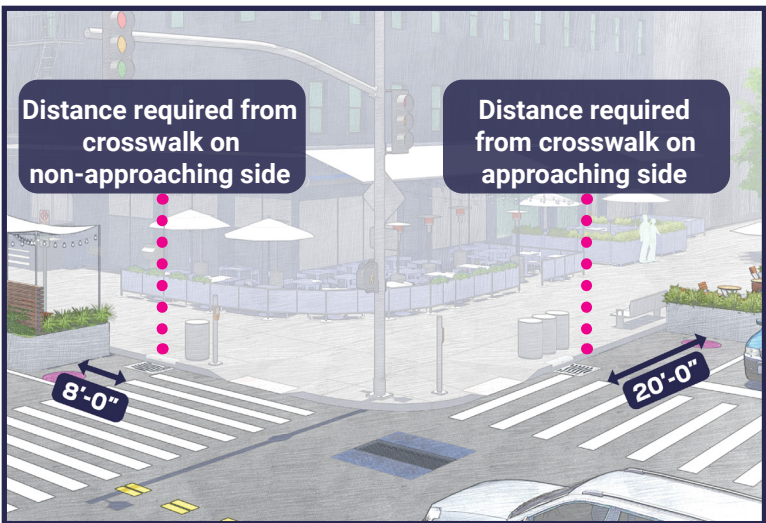 Distance required from
crosswalk on
non-approaching side
Distance required
from crosswalk on
approaching side
8'-0"
20'-0"